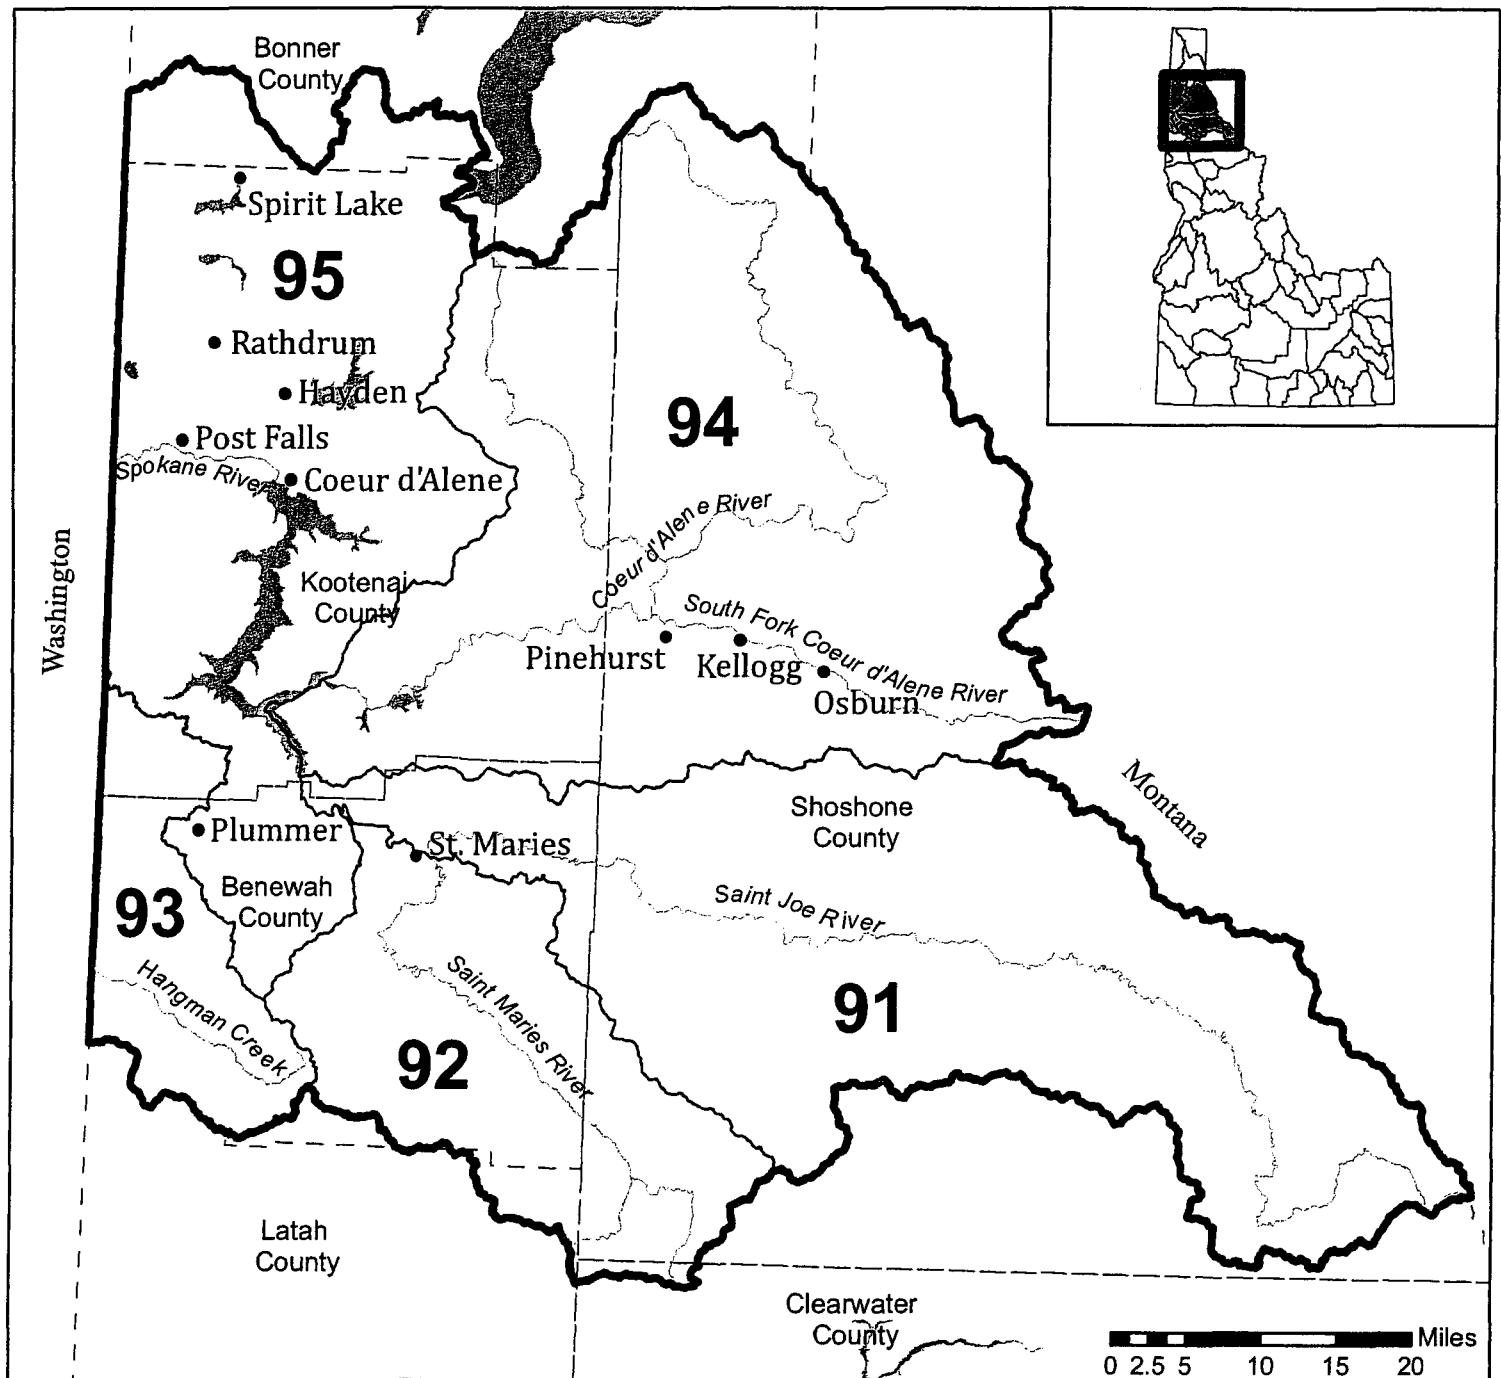 Bonner
County
Spirit Lake
95
Rathdrum
Hayden
94
Post Falls
Spokane River
Coeur d'Alene
Coeur d'Alene River
Washington
Kootenai
County
South Fork Coeur d'Alene River
Pinehurst
Kellogg
Osburn
Montana
Shoshone
County
Plummer
St. Maries
Benewah
County
93
Saint Joe River
Hangman Creek
Saint Maries River
91
92
Latah
County
Clearwater
County
Miles
0 2.5 5 10 15 20